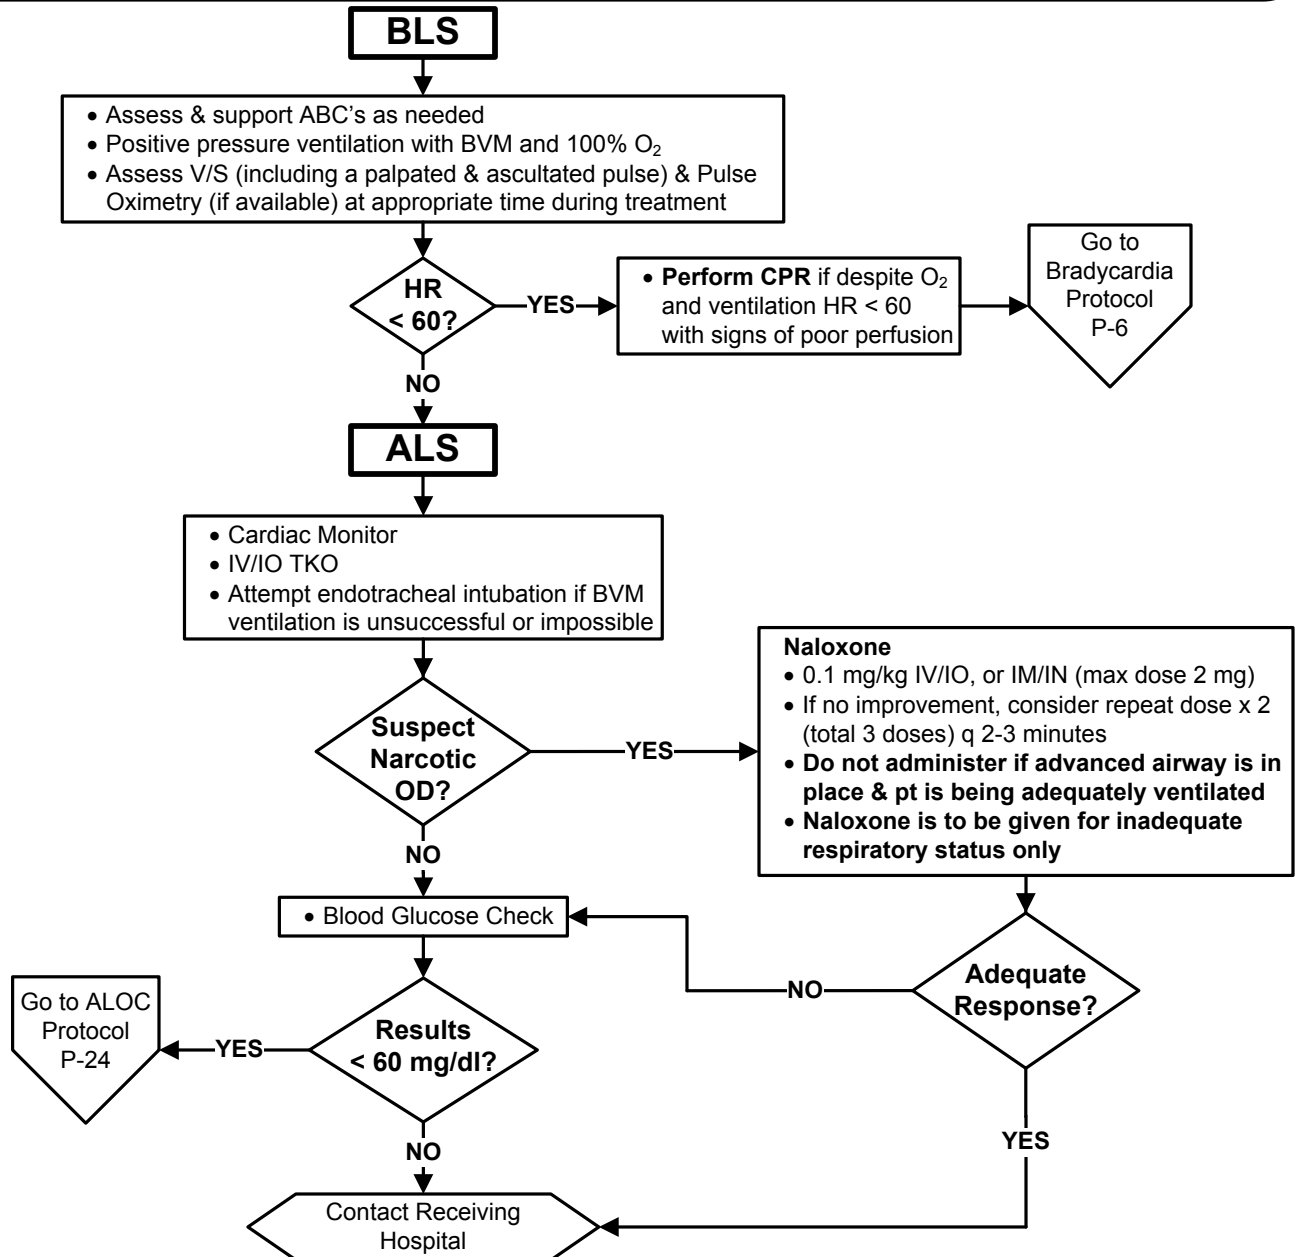 BLS
• Assess & support ABC's as needed
• Positive pressure ventilation with BVM and 100% O₂
• Assess V/S (including a palpated & ascultated pulse) & Pulse
Oximetry (if available) at appropriate time during treatment
HR
< 60?
YES
• Perform CPR if despite O₂
and ventilation HR < 60
with signs of poor perfusion
Go to
Bradycardia
Protocol
P-6
NO
ALS
• Cardiac Monitor
• IV/IO TKO
• Attempt endotracheal intubation if BVM
ventilation is unsuccessful or impossible
Suspect
Narcotic
OD?
YES
Naloxone
• 0.1 mg/kg IV/IO, or IM/IN (max dose 2 mg)
• If no improvement, consider repeat dose x 2
(total 3 doses) q 2-3 minutes
• Do not administer if advanced airway is in
place & pt is being adequately ventilated
• Naloxone is to be given for inadequate
respiratory status only
NO
• Blood Glucose Check
Adequate
Response?
NO
Results
< 60 mg/dl?
YES
Go to ALOC
Protocol
P-24
NO
YES
Contact Receiving
Hospital